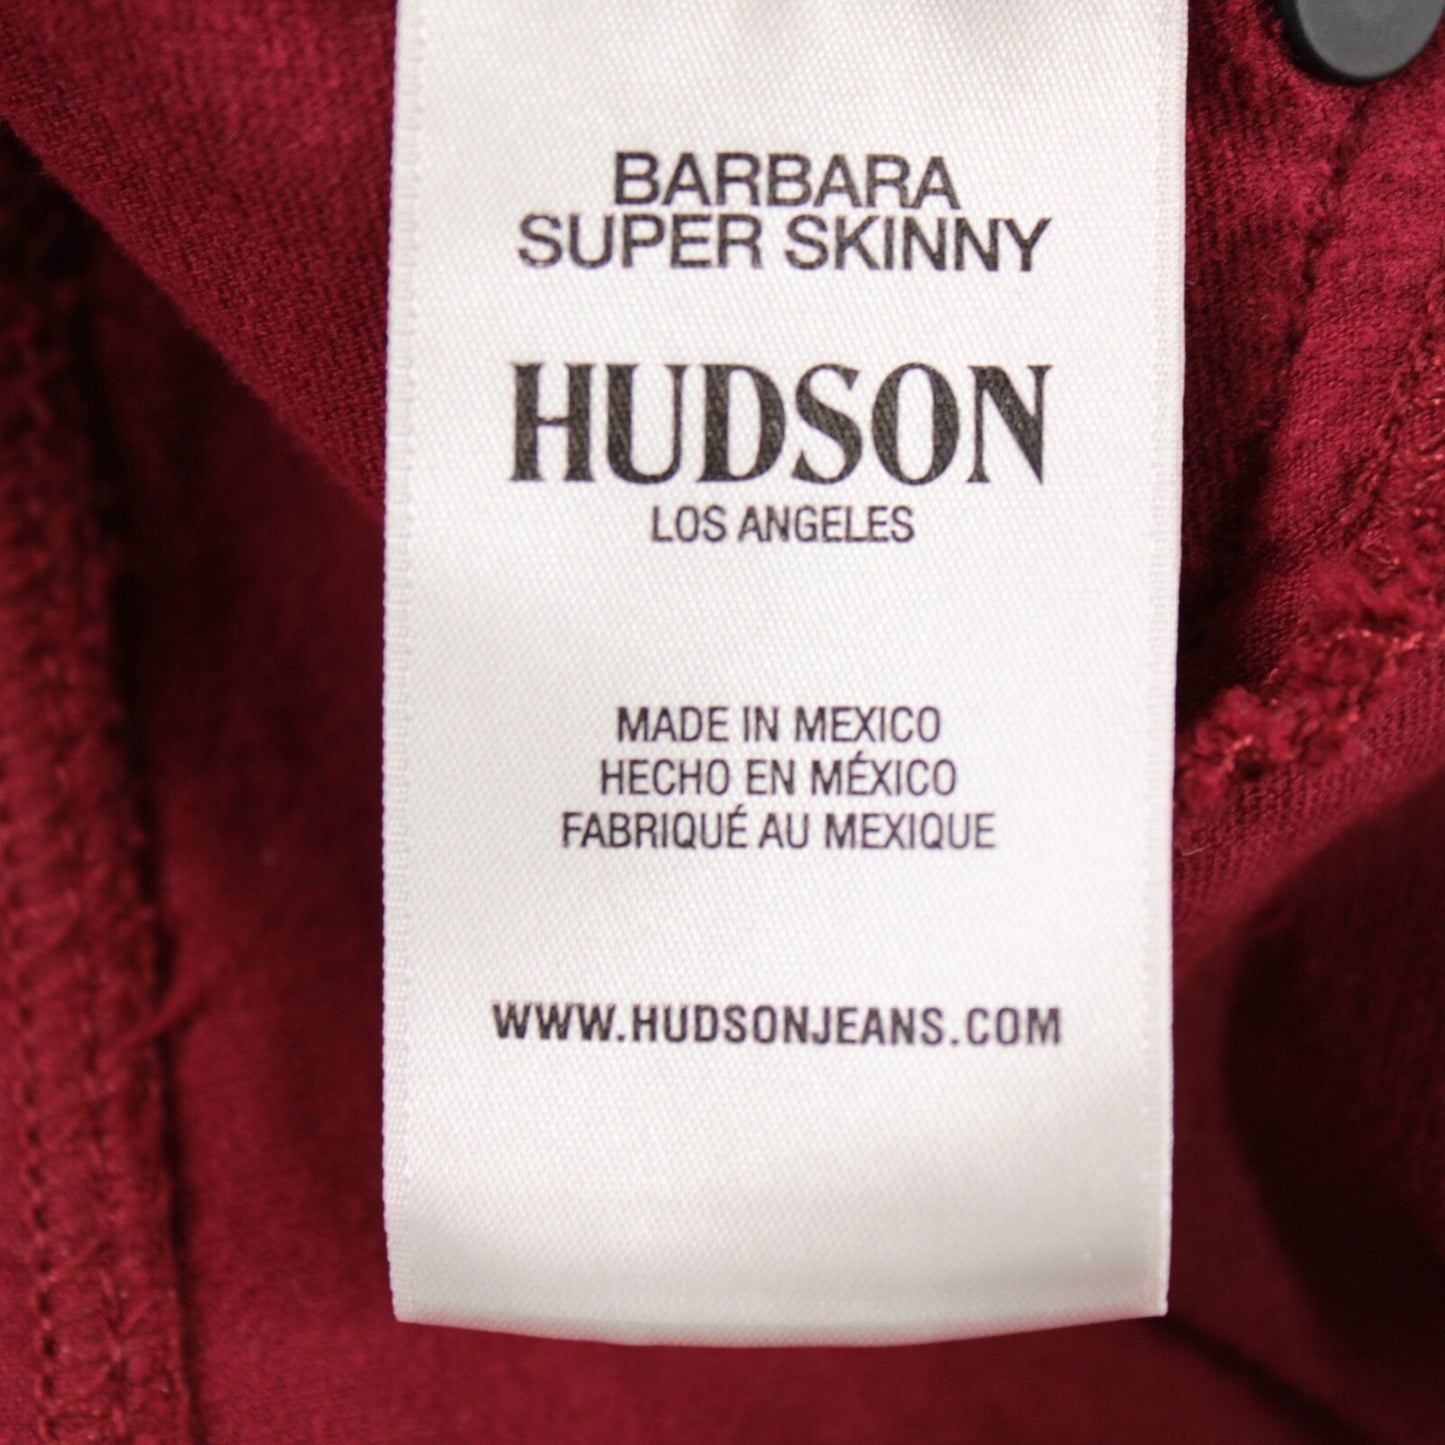 BARBARA
SUPER SKINNY
HUDSON
LOS ANGELES
MADE IN MEXICO
HECHO EN MÉXICO
FABRIQUÉ AU MEXIQUE
WWW.HUDSONJEANS.COM